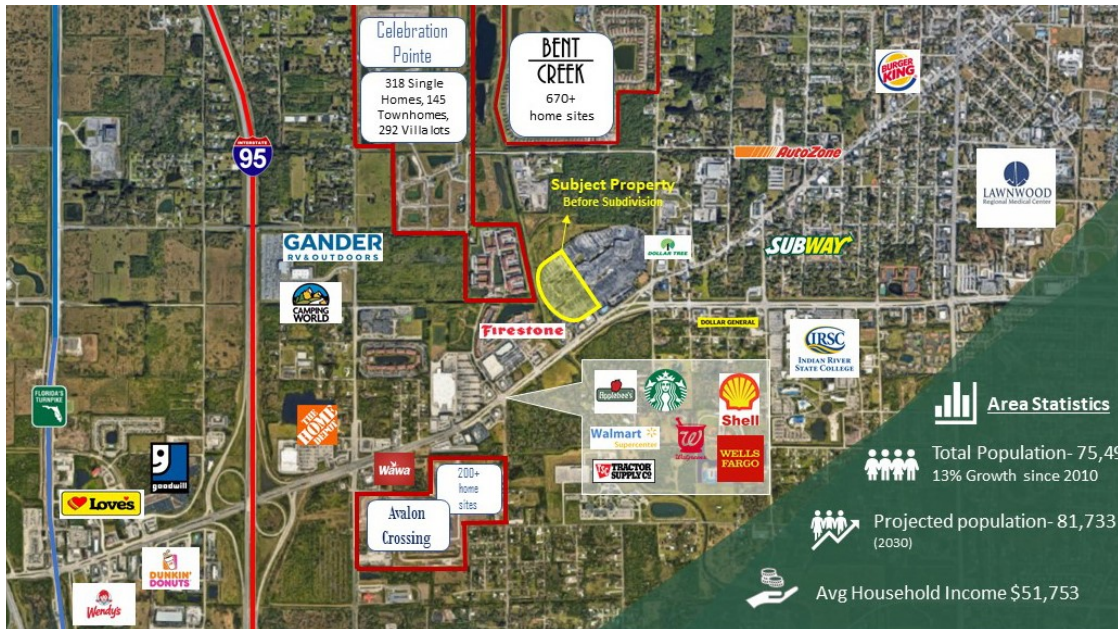 Celebration
Pointe
318 Single
Homes, 145
Townhomes,
292 Villa lots
BENT
CREEK
670+
home sites
BURGER
KING
INTERSTATE
95
AutoZone
LAWNWOOD
Regional Medical Center
Subject Property
Before Subdivision
GANDER
RV & OUTDOORS
DOLLAR TREE
SUBWAY
CAMPING
WORLD
Firestone
DOLLAR GENERAL
IRSC
INDIAN RIVER
STATE COLLEGE
FLORIDA'S
TURNPIKE
Applebee's
Shell
THE
HOME
DEPOT
Walmart
Supercenter
Walgreens
WELLS
FARGO
TRACTOR
SUPPLY CO
goodwill
Wawa
200+
home
sites
Avalon
Crossing
Love's
DUNKIN'
DONUTS
Wendy's
Area Statistics
Total Population- 75,49
13% Growth since 2010
Projected population- 81,733
(2030)
Avg Household Income $51,753